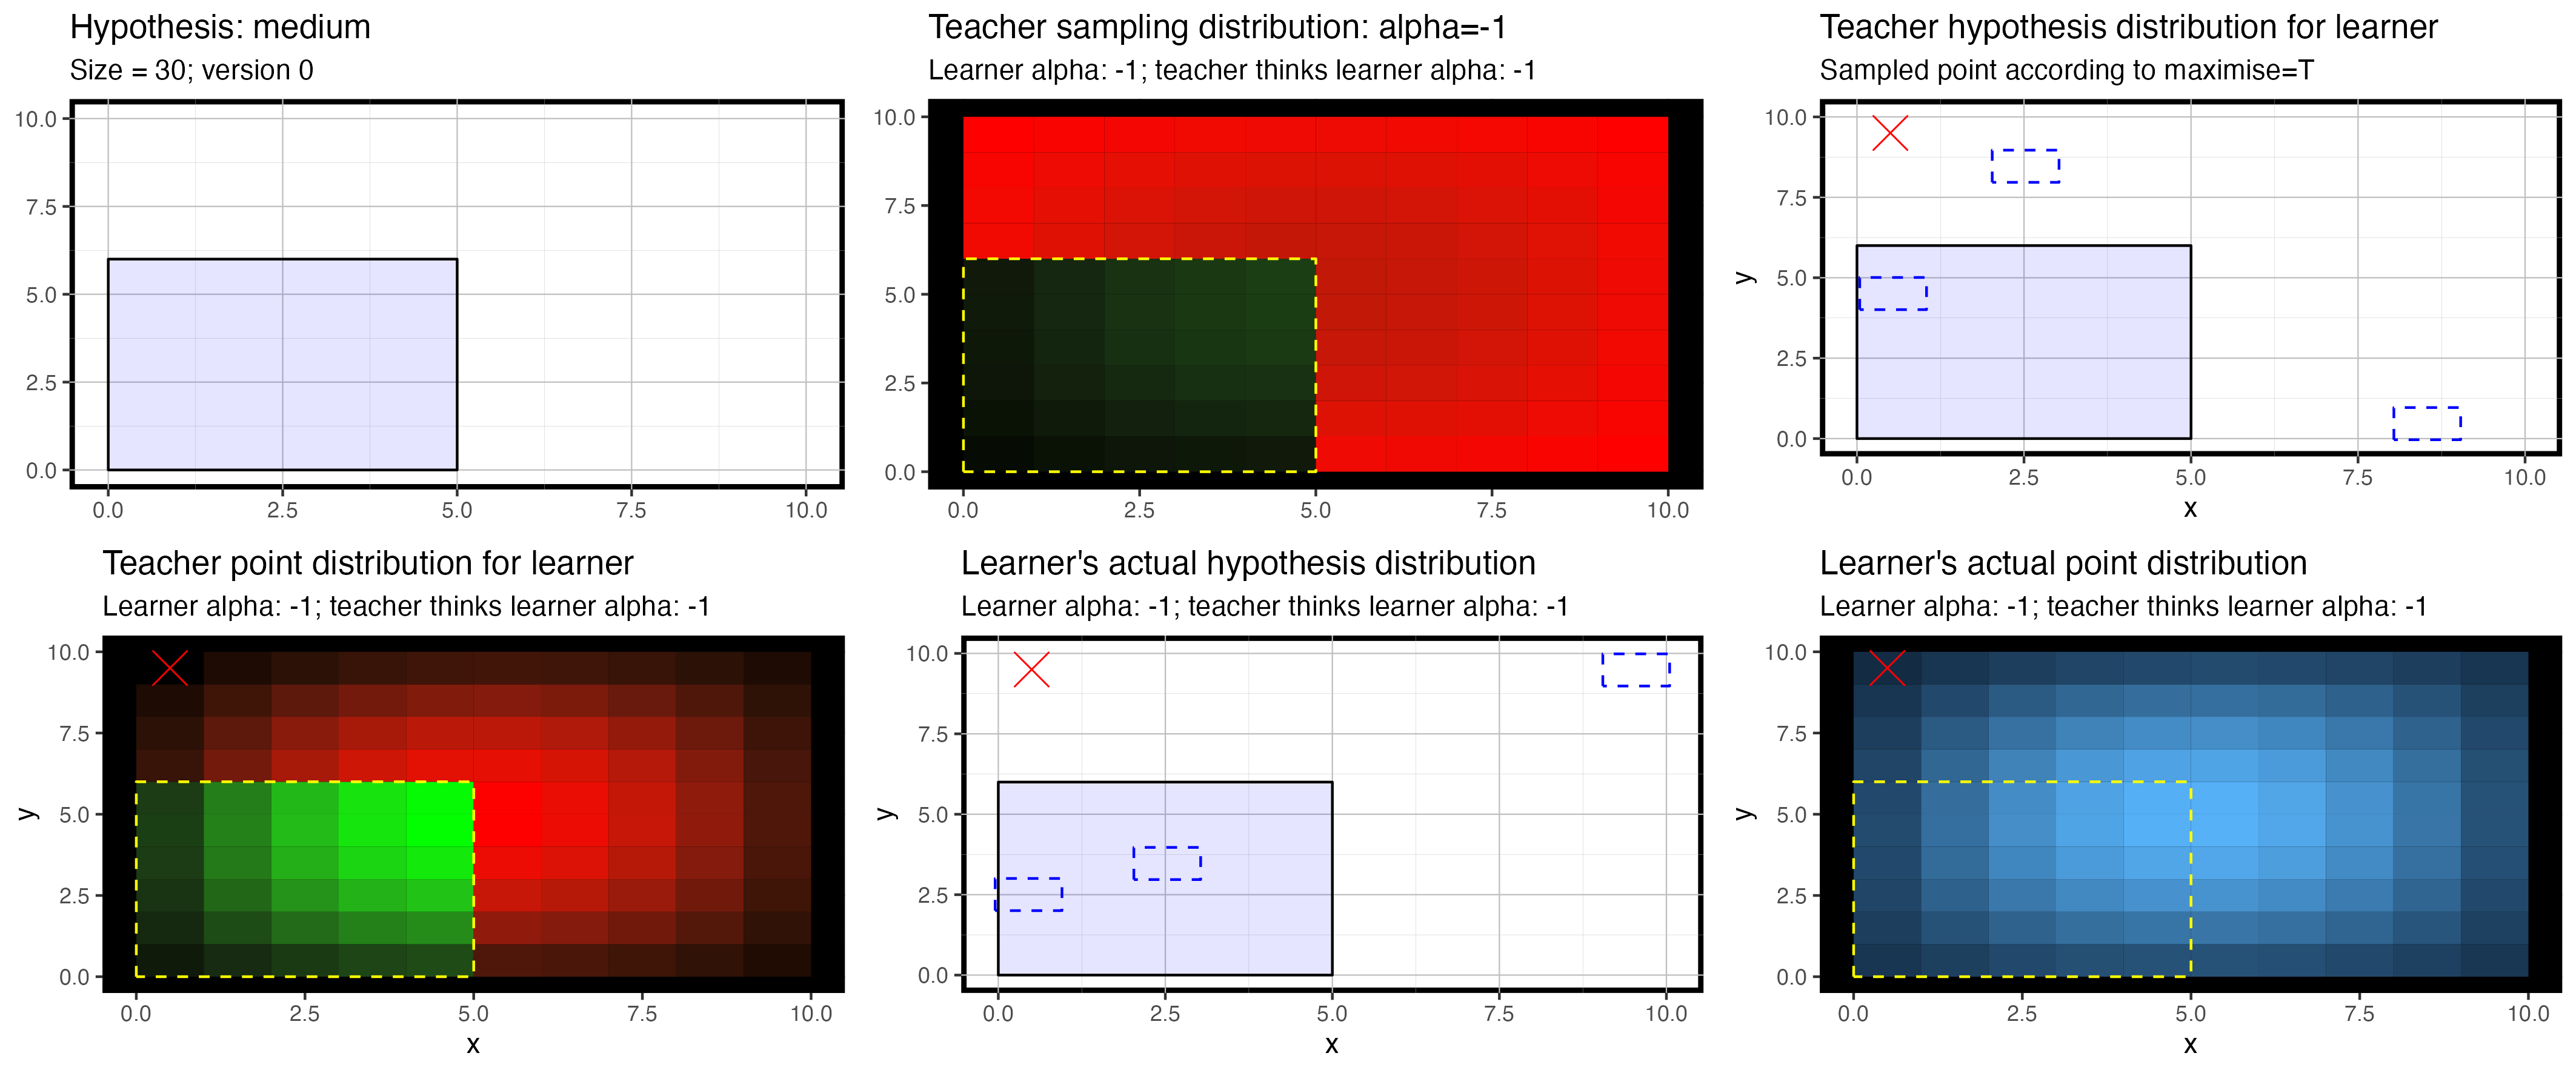 Hypothesis: medium
Size = 30; version 0
10.0
7.5
5.0
2.5
0.0
0.0 2.5 5.0 7.5 10.0
Teacher sampling distribution: alpha=-1
Learner alpha: -1; teacher thinks learner alpha: -1
10.0
7.5
5.0
2.5
0.0
0.0 2.5 5.0 7.5 10.0
Teacher hypothesis distribution for learner
Sampled point according to maximise=T
y
10.0
7.5
5.0
2.5
0.0
0.0 2.5 5.0 7.5 10.0
x
Teacher point distribution for learner
Learner alpha: -1; teacher thinks learner alpha: -1
y
10.0
7.5
5.0
2.5
0.0
0.0 2.5 5.0 7.5 10.0
x
Learner's actual hypothesis distribution
Learner alpha: -1; teacher thinks learner alpha: -1
y
10.0
7.5
5.0
2.5
0.0
0.0 2.5 5.0 7.5 10.0
x
Learner's actual point distribution
Learner alpha: -1; teacher thinks learner alpha: -1
y
10.0
7.5
5.0
2.5
0.0
0.0 2.5 5.0 7.5 10.0
x